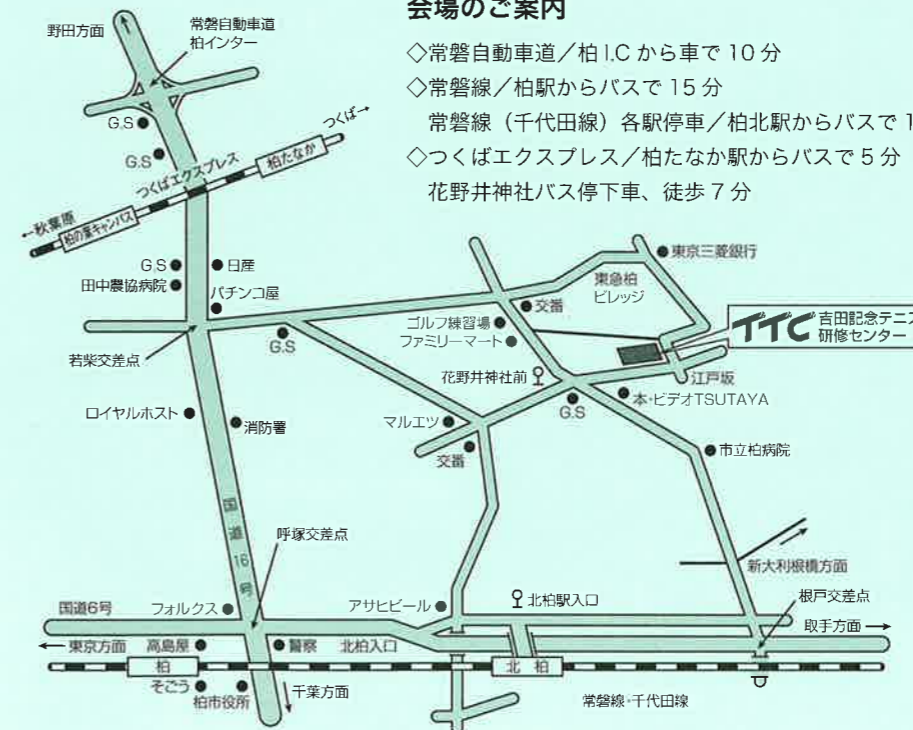 会場のご案内
◇常磐自動車道／柏I.Cから車で10分
◇常磐線／柏駅からバスで15分
常磐線（千代田線）各駅停車／柏北駅からバスで1
◇つくばエクスプレス／柏たなか駅からバスで5分
花野井神社バス停下車、徒歩7分
野田方面
常磐自動車道
柏インター
G.S
G.S
つくば→
柏たなか
つくばエクスプレス
柏の葉キャンパス
←秋葉原
G.S
日産
田中農協病院
パチンコ屋
若柴交差点
G.S
東京三菱銀行
東急柏
ビレッジ
交番
ゴルフ練習場
ファミリーマート
TTC
吉田記念テニス
研修センター
花野井神社前
江戸坂
G.S
本・ビデオTSUTAYA
ロイヤルホスト
消防署
マルエツ
交番
市立柏病院
国道16号
呼塚交差点
新大利根橋方面
国道6号
フォルクス
アサヒビール
北柏駅入口
根戸交差点
取手方面→
←東京方面
高島屋
警察
北柏入口
柏
北柏
そごう
柏市役所
千葉方面
常磐線・千代田線